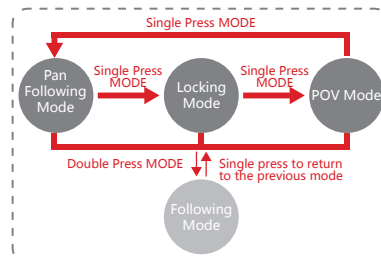 Single Press MODE
Pan
Following
Mode
Single Press
MODE
Locking
Mode
Single Press
MODE
POV Mode
Double Press MODE
Single press to return
to the previous mode
Following
Mode